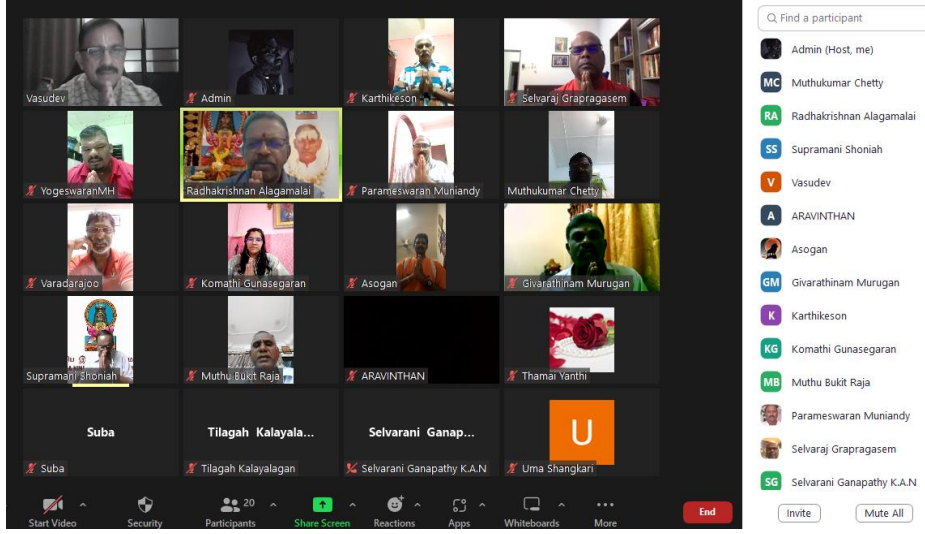 Vasudev
Admin
Karthikeson
Selvaraj Grapragasem
YogeswaranMH
Radhakrishnan Alagamalai
Parameswaran Muniandy
Muthukumar Chetty
Varadarajoo
Komathi Gunasegaran
Asogan
Givarathinam Murugan
Supramani Shoniah
Muthu Bukit Raja
ARAVINTHAN
Thamai Yanthi
Suba
Tilagah Kalayala...
Selvarani Ganap...
U
Suba
Tilagah Kalayalagan
Selvarani Ganapathy K.A.N
Uma Shangkari
Start Video
Security
20
Participants
Share Screen
Reactions
Apps
Whiteboards
More
End
Find a participant
Admin (Host, me)
MC Muthukumar Chetty
RA Radhakrishnan Alagamalai
SS Supramani Shoniah
V Vasudev
A ARAVINTHAN
Asogan
GM Givarathinam Murugan
K Karthikeson
KG Komathi Gunasegaran
MB Muthu Bukit Raja
Parameswaran Muniandy
Selvaraj Grapragasem
SG Selvarani Ganapathy K.A.N
Invite
Mute All